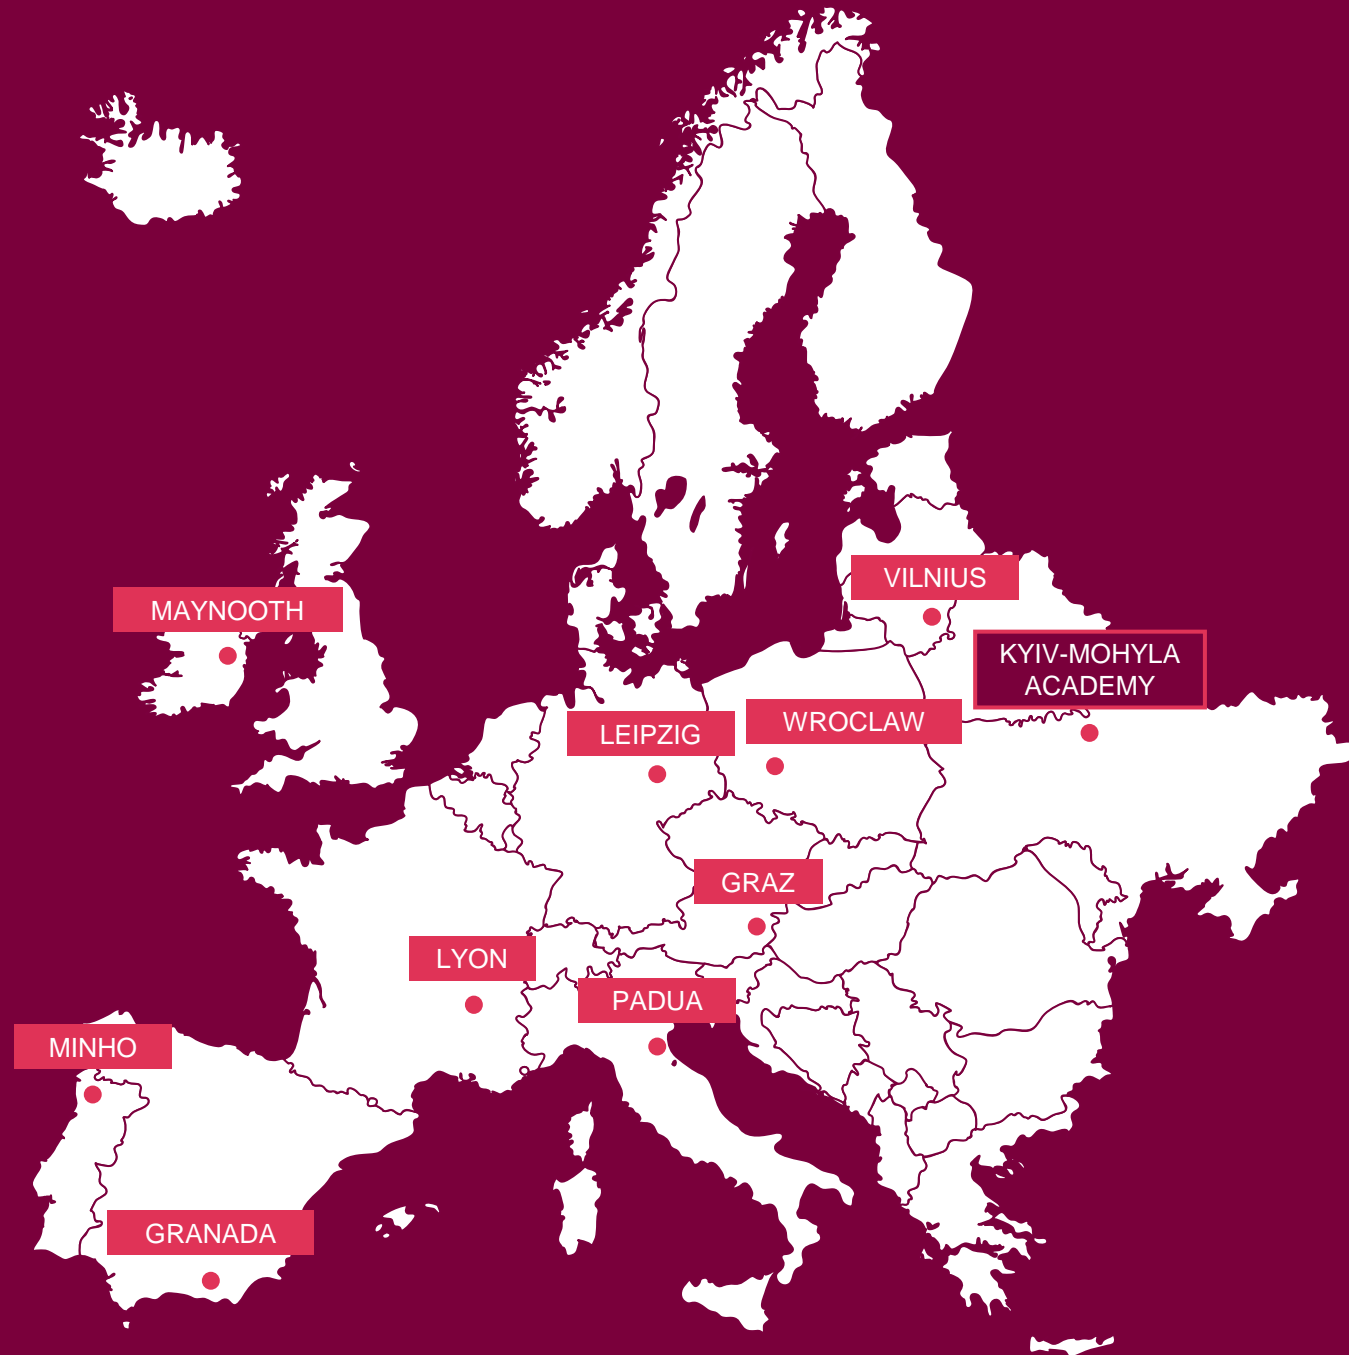 VILNIUS
MAYNOOTH
KYIV-MOHYLA
ACADEMY
WROCLAW
LEIPZIG
GRAZ
LYON
PADUA
MINHO
GRANADA